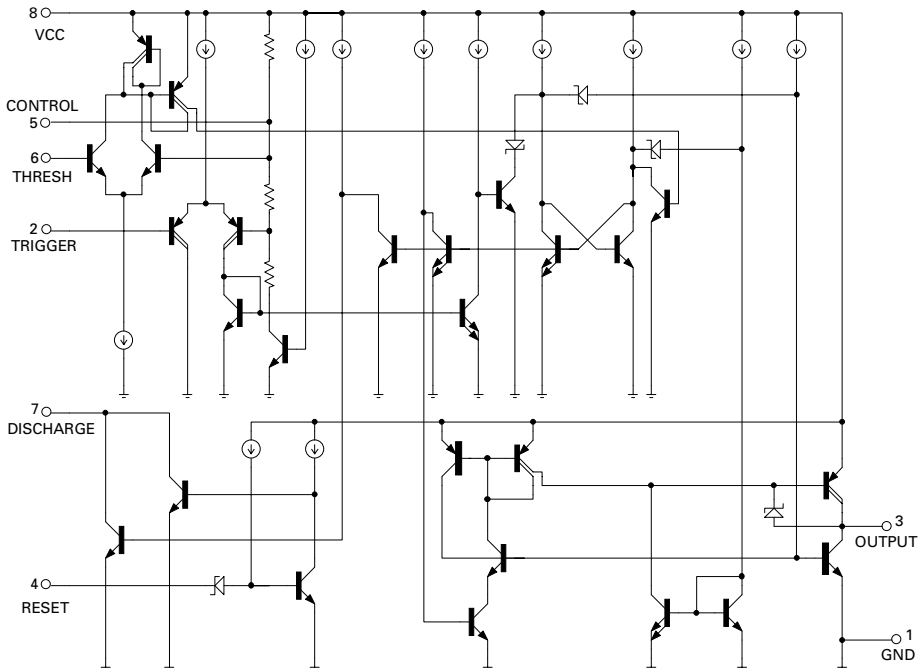 8
VCC
CONTROL
5
6
THRESH
2
TRIGGER
7
DISCHARGE
3
OUTPUT
4
RESET
1
GND